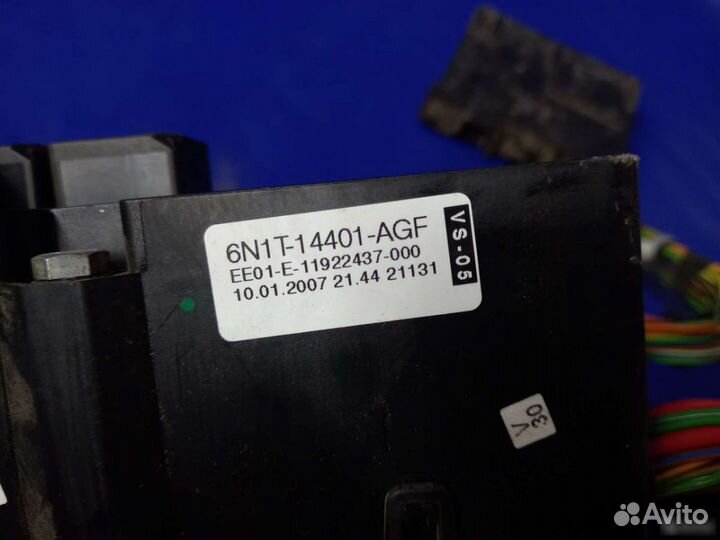 6N1T-14401-AGF
EE01-E-11922437-000
10.01.2007 21.44 21131
VS-05
V
30
Avito